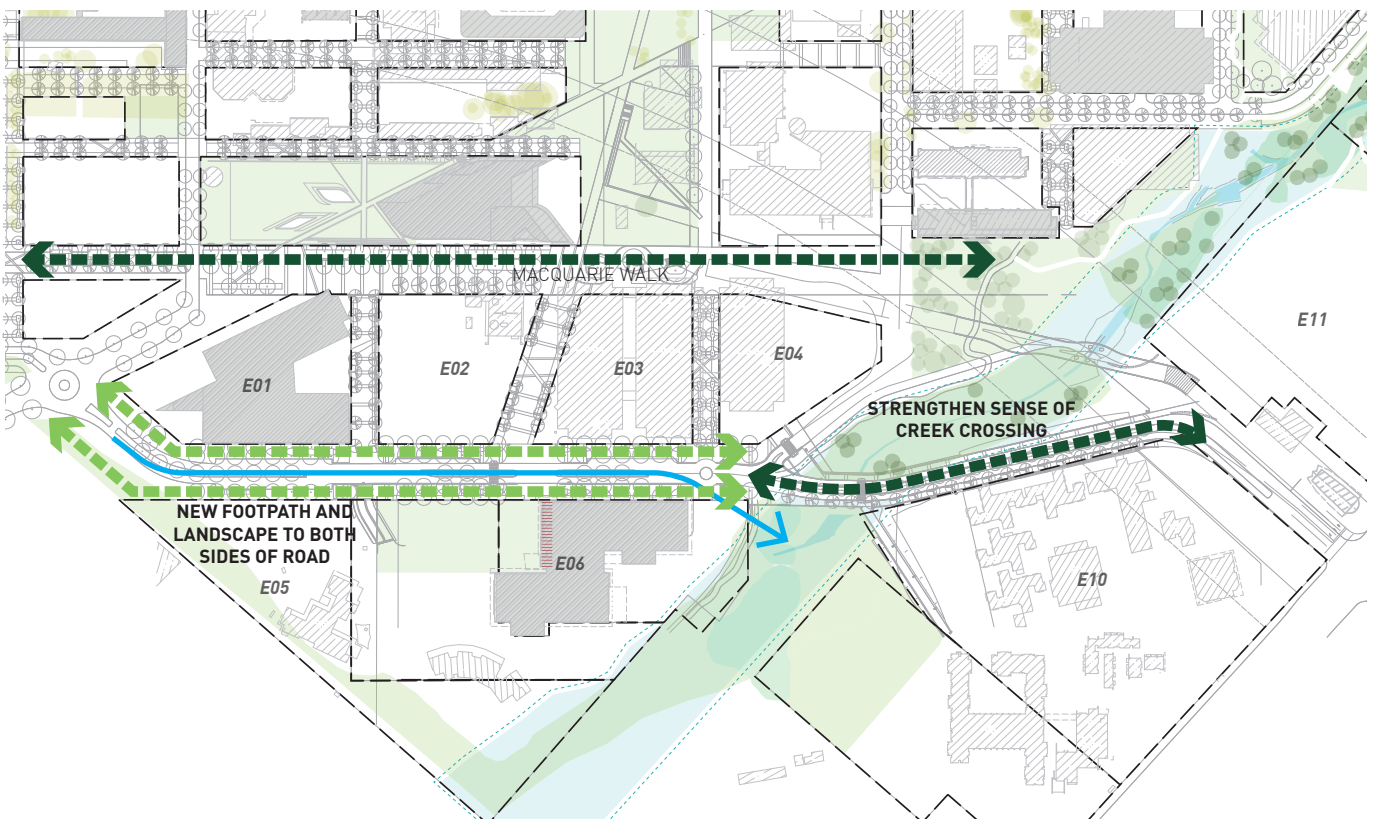 MACQUARIE WALK
E11
E04
E03
E02
E01
STRENGTHEN SENSE OF
CREEK CROSSING
NEW FOOTPATH AND
LANDSCAPE TO BOTH
SIDES OF ROAD
E05
E06
E10